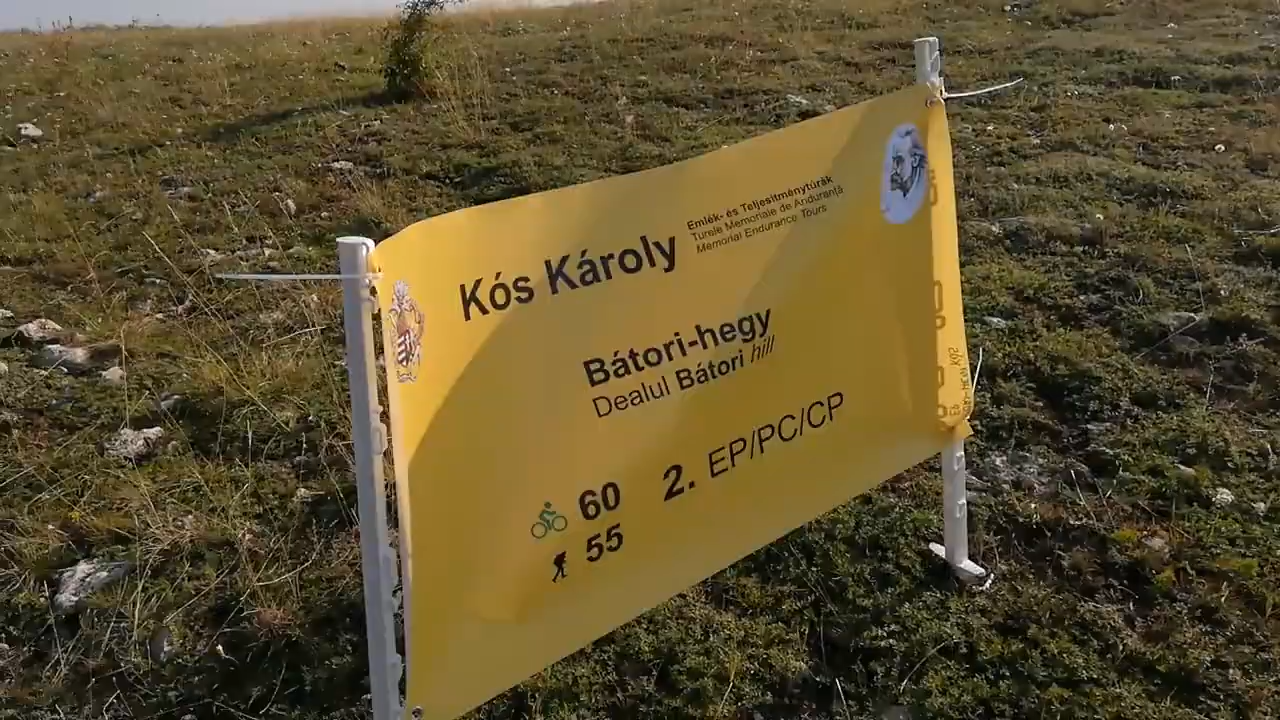 Kós Károly
Emlék- és Teljesítménytúrák
Turele Memoriale de Anduranță
Memorial Endurance Tours
Bátori-hegy
Dealul Bátori hill
60
2. EP/PC/CP
55